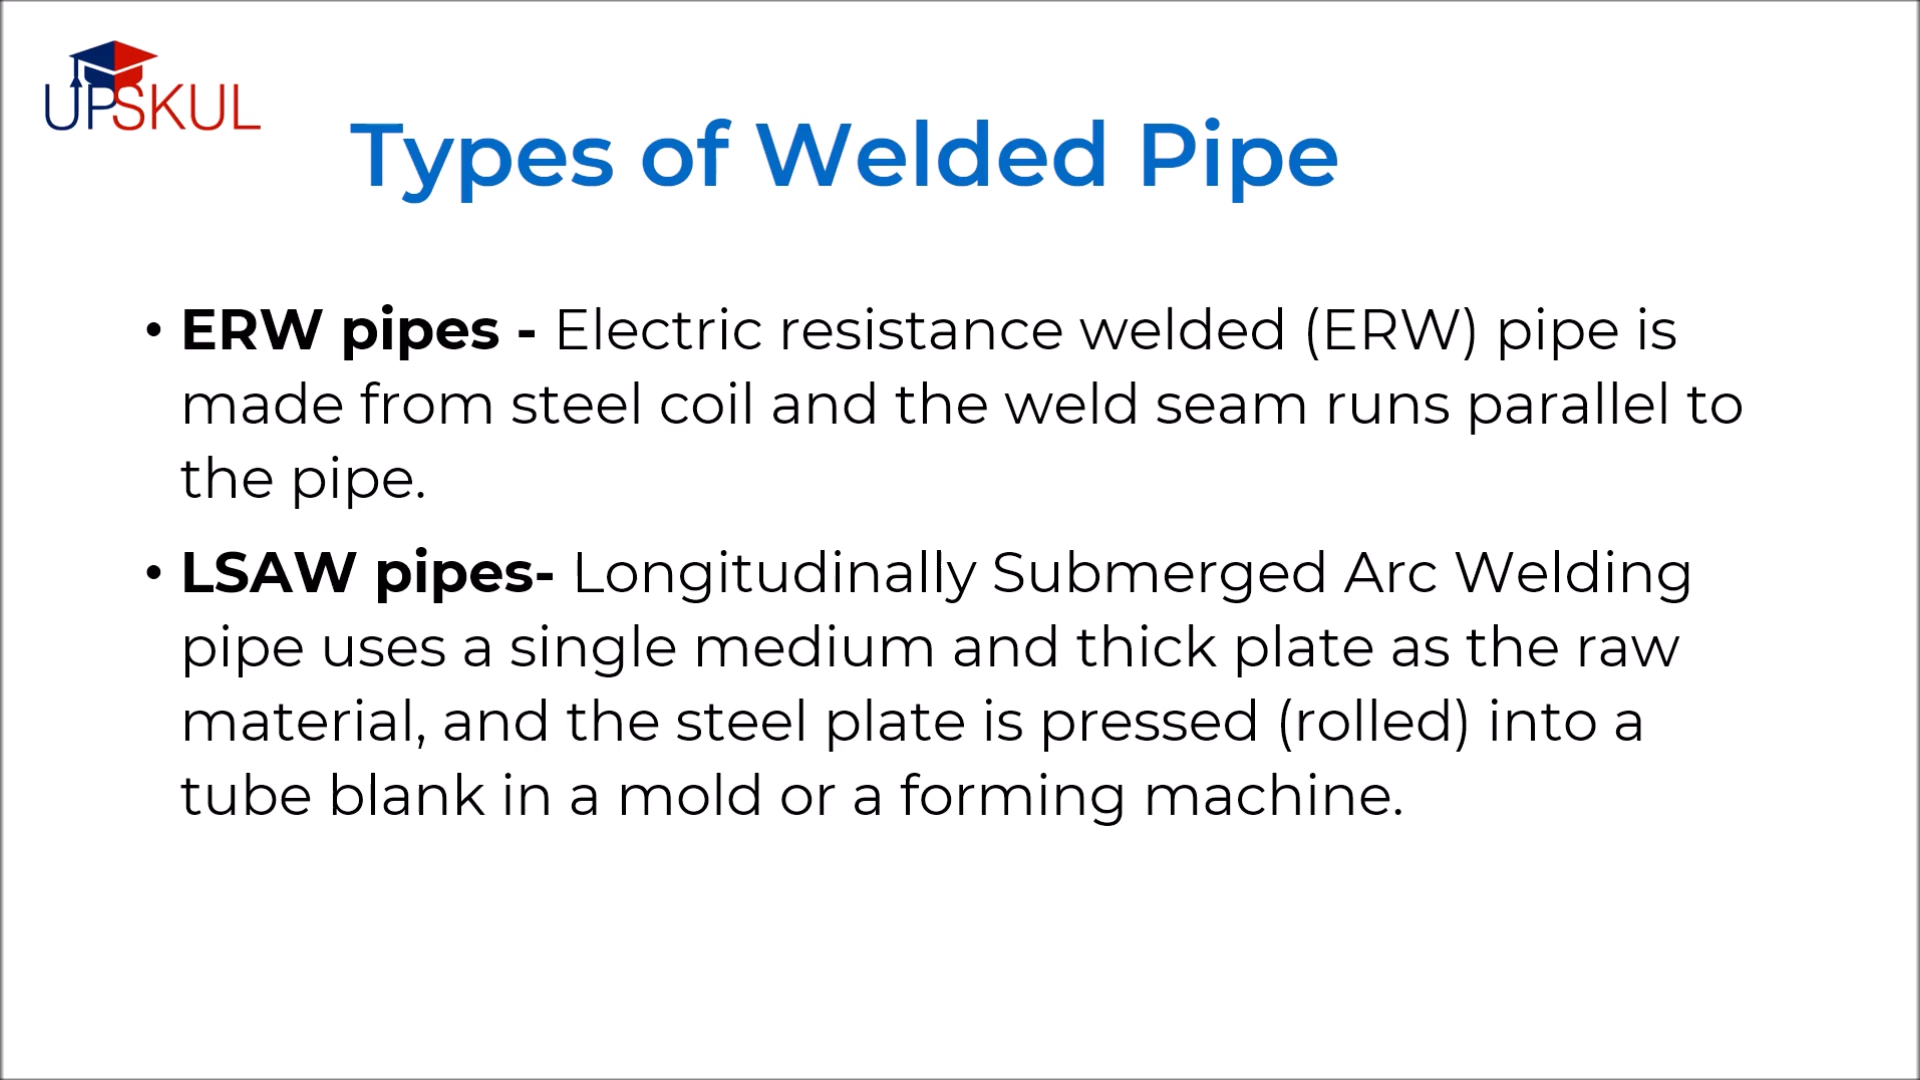 UPSKUL
Types of Welded Pipe
• ERW pipes - Electric resistance welded (ERW) pipe is
made from steel coil and the weld seam runs parallel to
the pipe.
• LSAW pipes- Longitudinally Submerged Arc Welding
pipe uses a single medium and thick plate as the raw
material, and the steel plate is pressed (rolled) into a
tube blank in a mold or a forming machine.